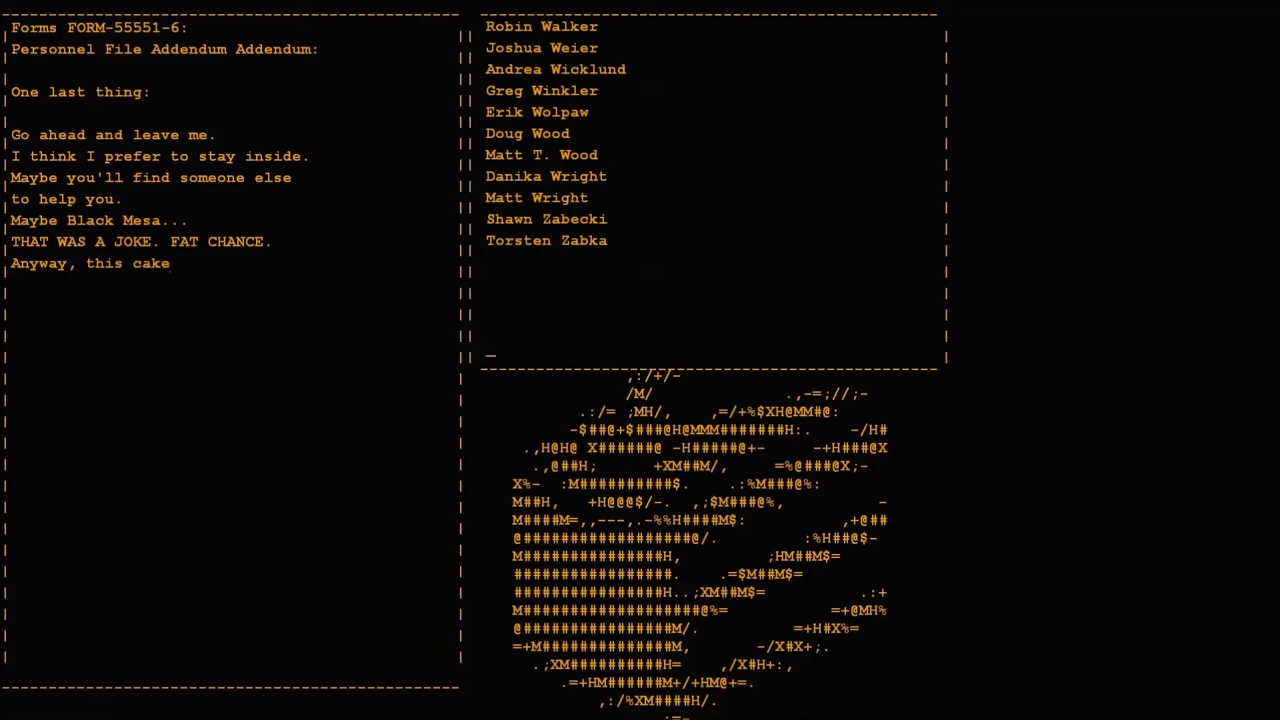 Forms FORM-55551-6:
Personnel File Addendum Addendum:
One last thing:
Go ahead and leave me.
I think I prefer to stay inside.
Maybe you'll find someone else
to help you.
Maybe Black Mesa...
THAT WAS A JOKE. FAT CHANCE.
Anyway, this cake
Robin Walker
Joshua Weier
Andrea Wicklund
Greg Winkler
Erik Wolpaw
Doug Wood
Matt T. Wood
Danika Wright
Matt Wright
Shawn Zabecki
Torsten Zabka